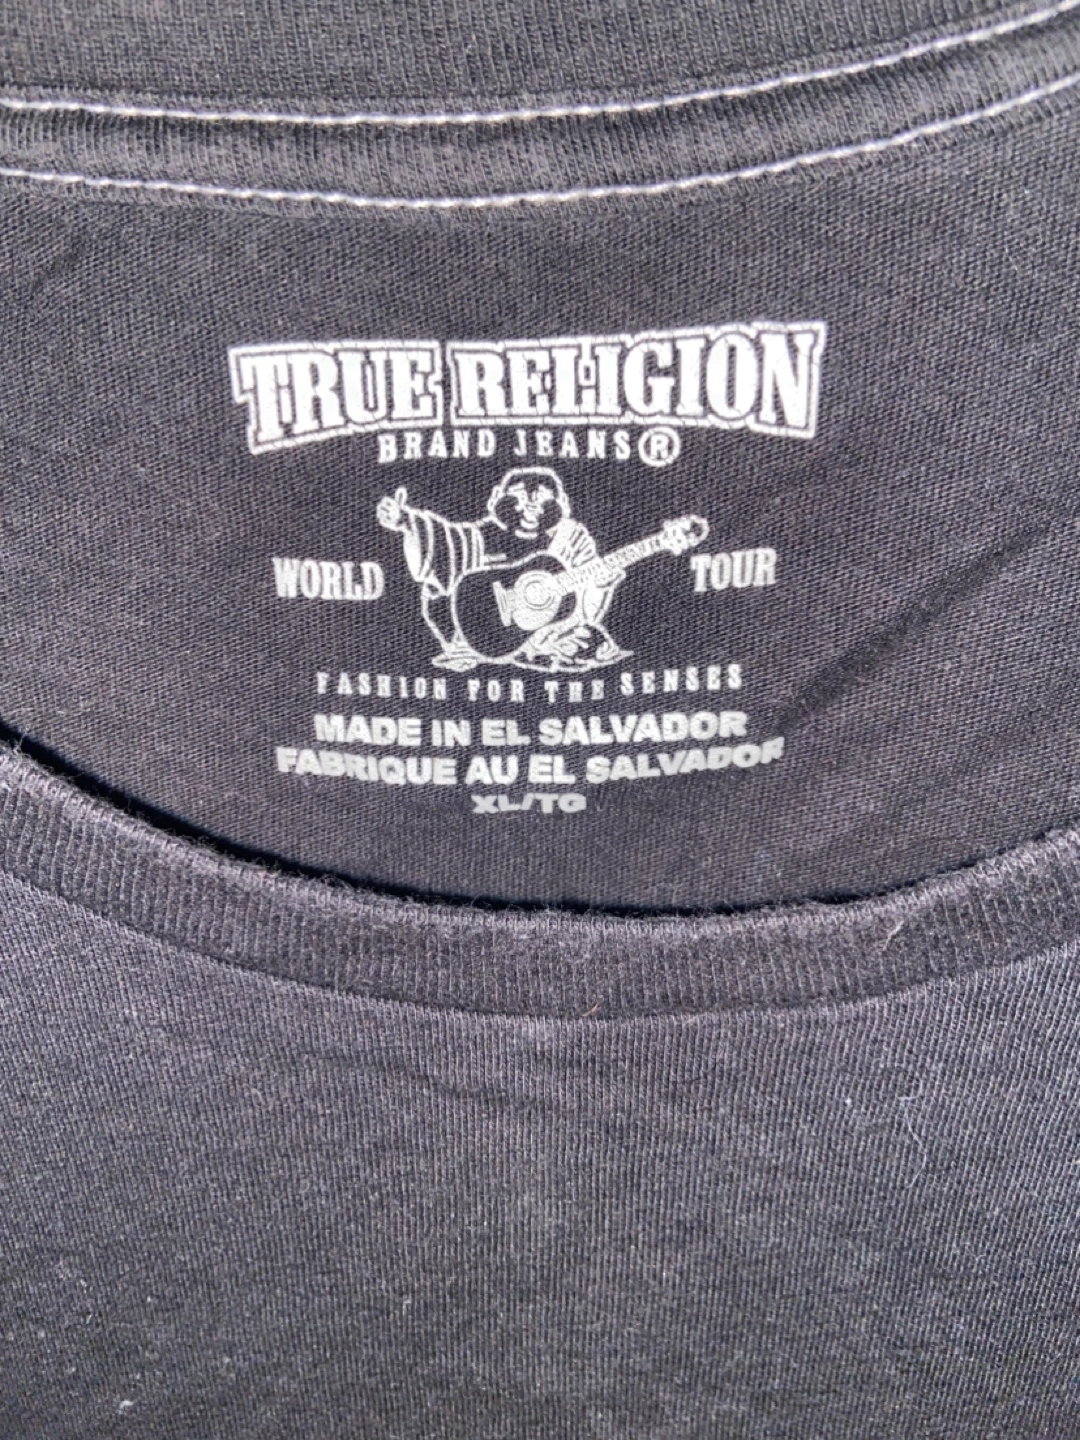 TRUE RELIGION
BRAND JEANS®
WORLD TOUR
FASHION FOR THE SENSES
MADE IN EL SALVADOR
FABRIQUE AU EL SALVADOR
XL/TG